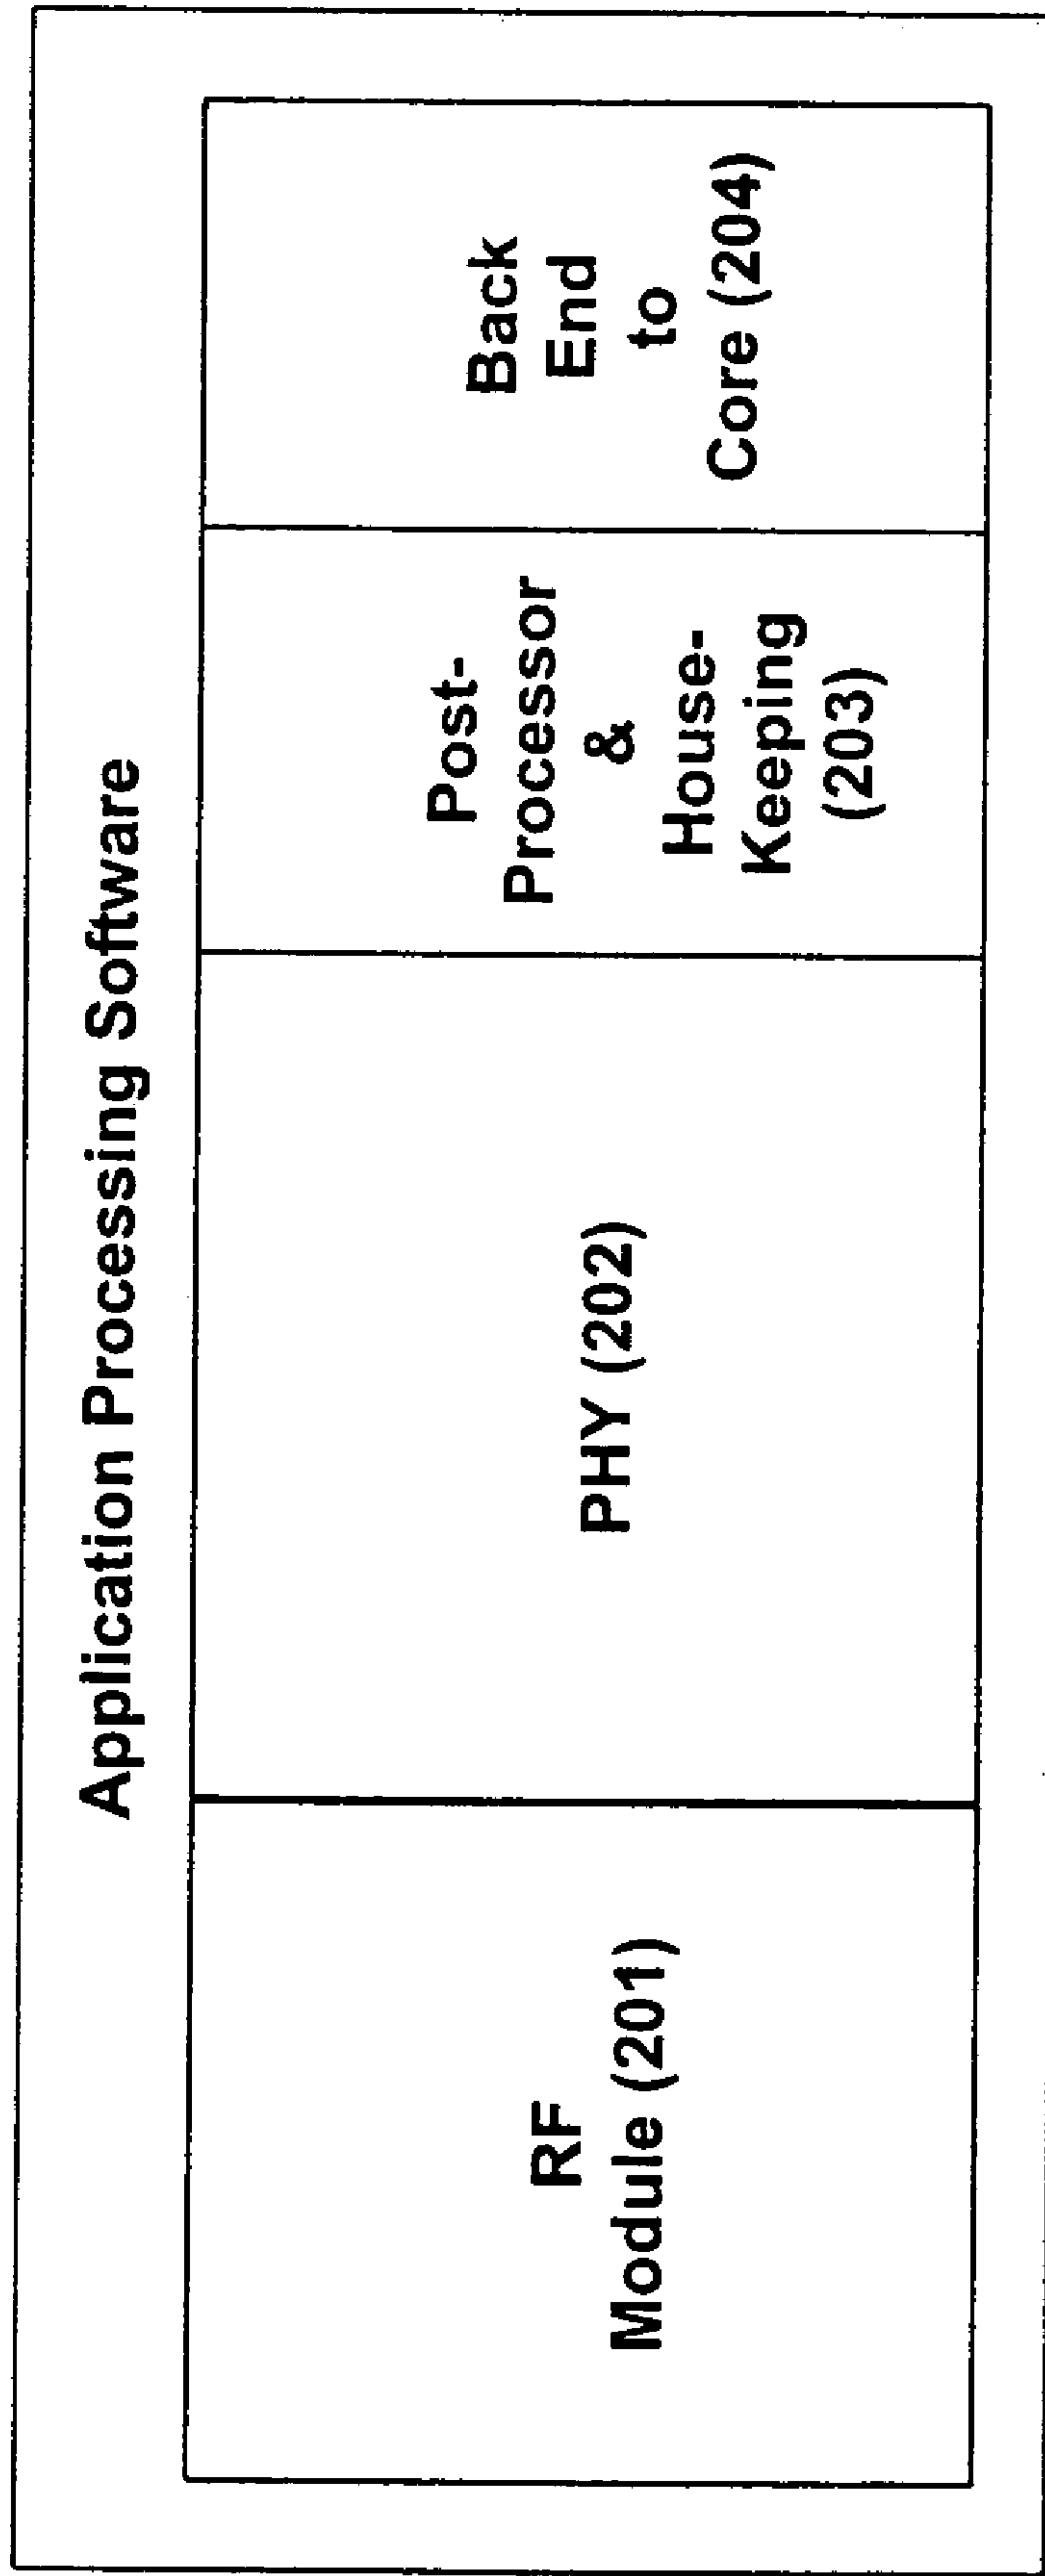 Application Processing Software
RF
Module (201)
PHY (202)
Post-
Processor
&
House-
Keeping
(203)
Back
End
to
Core (204)